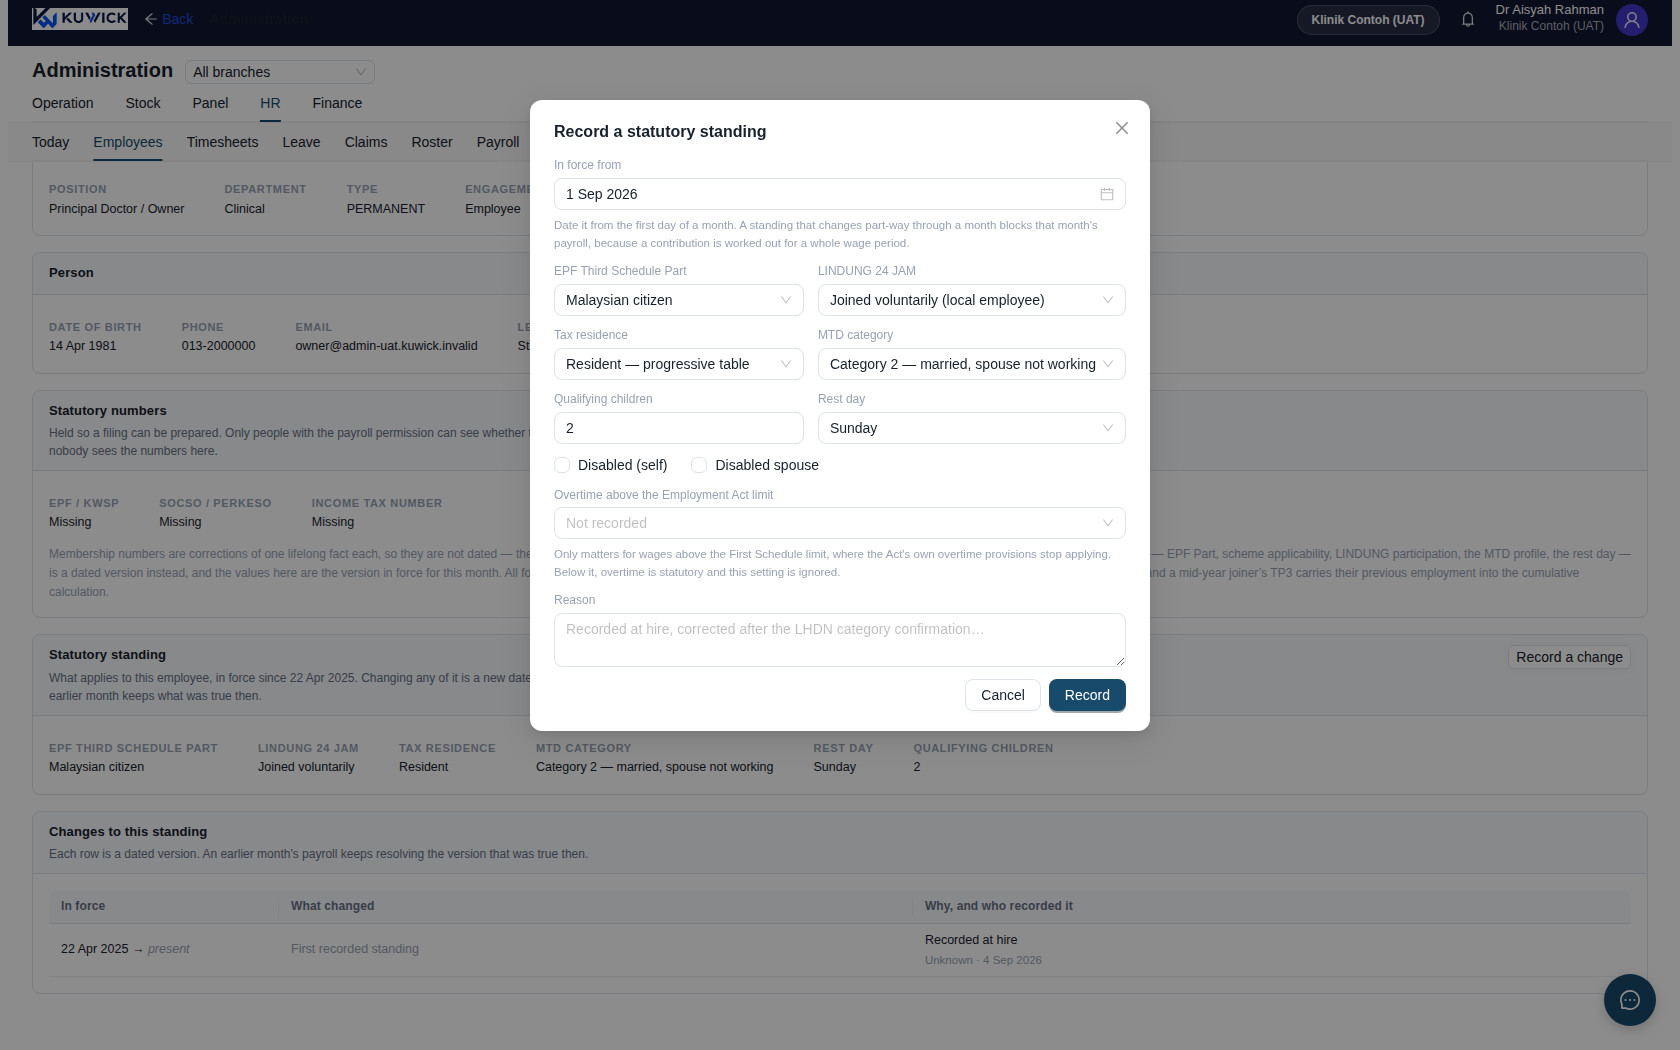 KUWICK
Back
Klinik Contoh (UAT)
Dr Aisyah Rahman
Klinik Contoh (UAT)
Administration
All branches
Operation
Stock
Panel
HR
Finance
Today
Employees
Timesheets
Leave
Claims
Roster
Payroll
POSITION
DEPARTMENT
TYPE
Principal Doctor / Owner
Clinical
PERMANENT
Employee
Person
DATE OF BIRTH
PHONE
EMAIL
14 Apr 1981
013-2000000
owner@admin-uat.kuwick.invalid
Statutory numbers
Held so a filing can be prepared. Only people with the payroll permission can see whether
nobody sees the numbers here.
EPF / KWSP
SOCSO / PERKESO
INCOME TAX NUMBER
Missing
Missing
Missing
Membership numbers are corrections of one lifelong fact each, so they are not dated — the
— EPF Part, scheme applicability, LINDUNG participation, the MTD profile, the rest day —
is a dated version instead, and the values here are the version in force for this month. All
and a mid-year joiner's TP3 carries their previous employment into the cumulative
calculation.
Statutory standing
Record a change
What applies to this employee, in force since 22 Apr 2025. Changing any of it is a new
earlier month keeps what was true then.
EPF THIRD SCHEDULE PART
LINDUNG 24 JAM
TAX RESIDENCE
MTD CATEGORY
REST DAY
QUALIFYING CHILDREN
Malaysian citizen
Joined voluntarily
Resident
Category 2 — married, spouse not working
Sunday
2
Changes to this standing
Each row is a dated version. An earlier month's payroll keeps resolving the version that was true then.
In force
What changed
Why, and who recorded it
22 Apr 2025 → present
First recorded standing
Recorded at hire
Unknown · 4 Sep 2026
Record a statutory standing
In force from
1 Sep 2026
Date it from the first day of a month. A standing that changes part-way through a month blocks that month's
payroll, because a contribution is worked out for a whole wage period.
EPF Third Schedule Part
LINDUNG 24 JAM
Malaysian citizen
Joined voluntarily (local employee)
Tax residence
MTD category
Resident — progressive table
Category 2 — married, spouse not working
Qualifying children
Rest day
2
Sunday
Disabled (self)
Disabled spouse
Overtime above the Employment Act limit
Not recorded
Only matters for wages above the First Schedule limit, where the Act's own overtime provisions stop applying.
Below it, overtime is statutory and this setting is ignored.
Reason
Recorded at hire, corrected after the LHDN category confirmation…
Cancel
Record